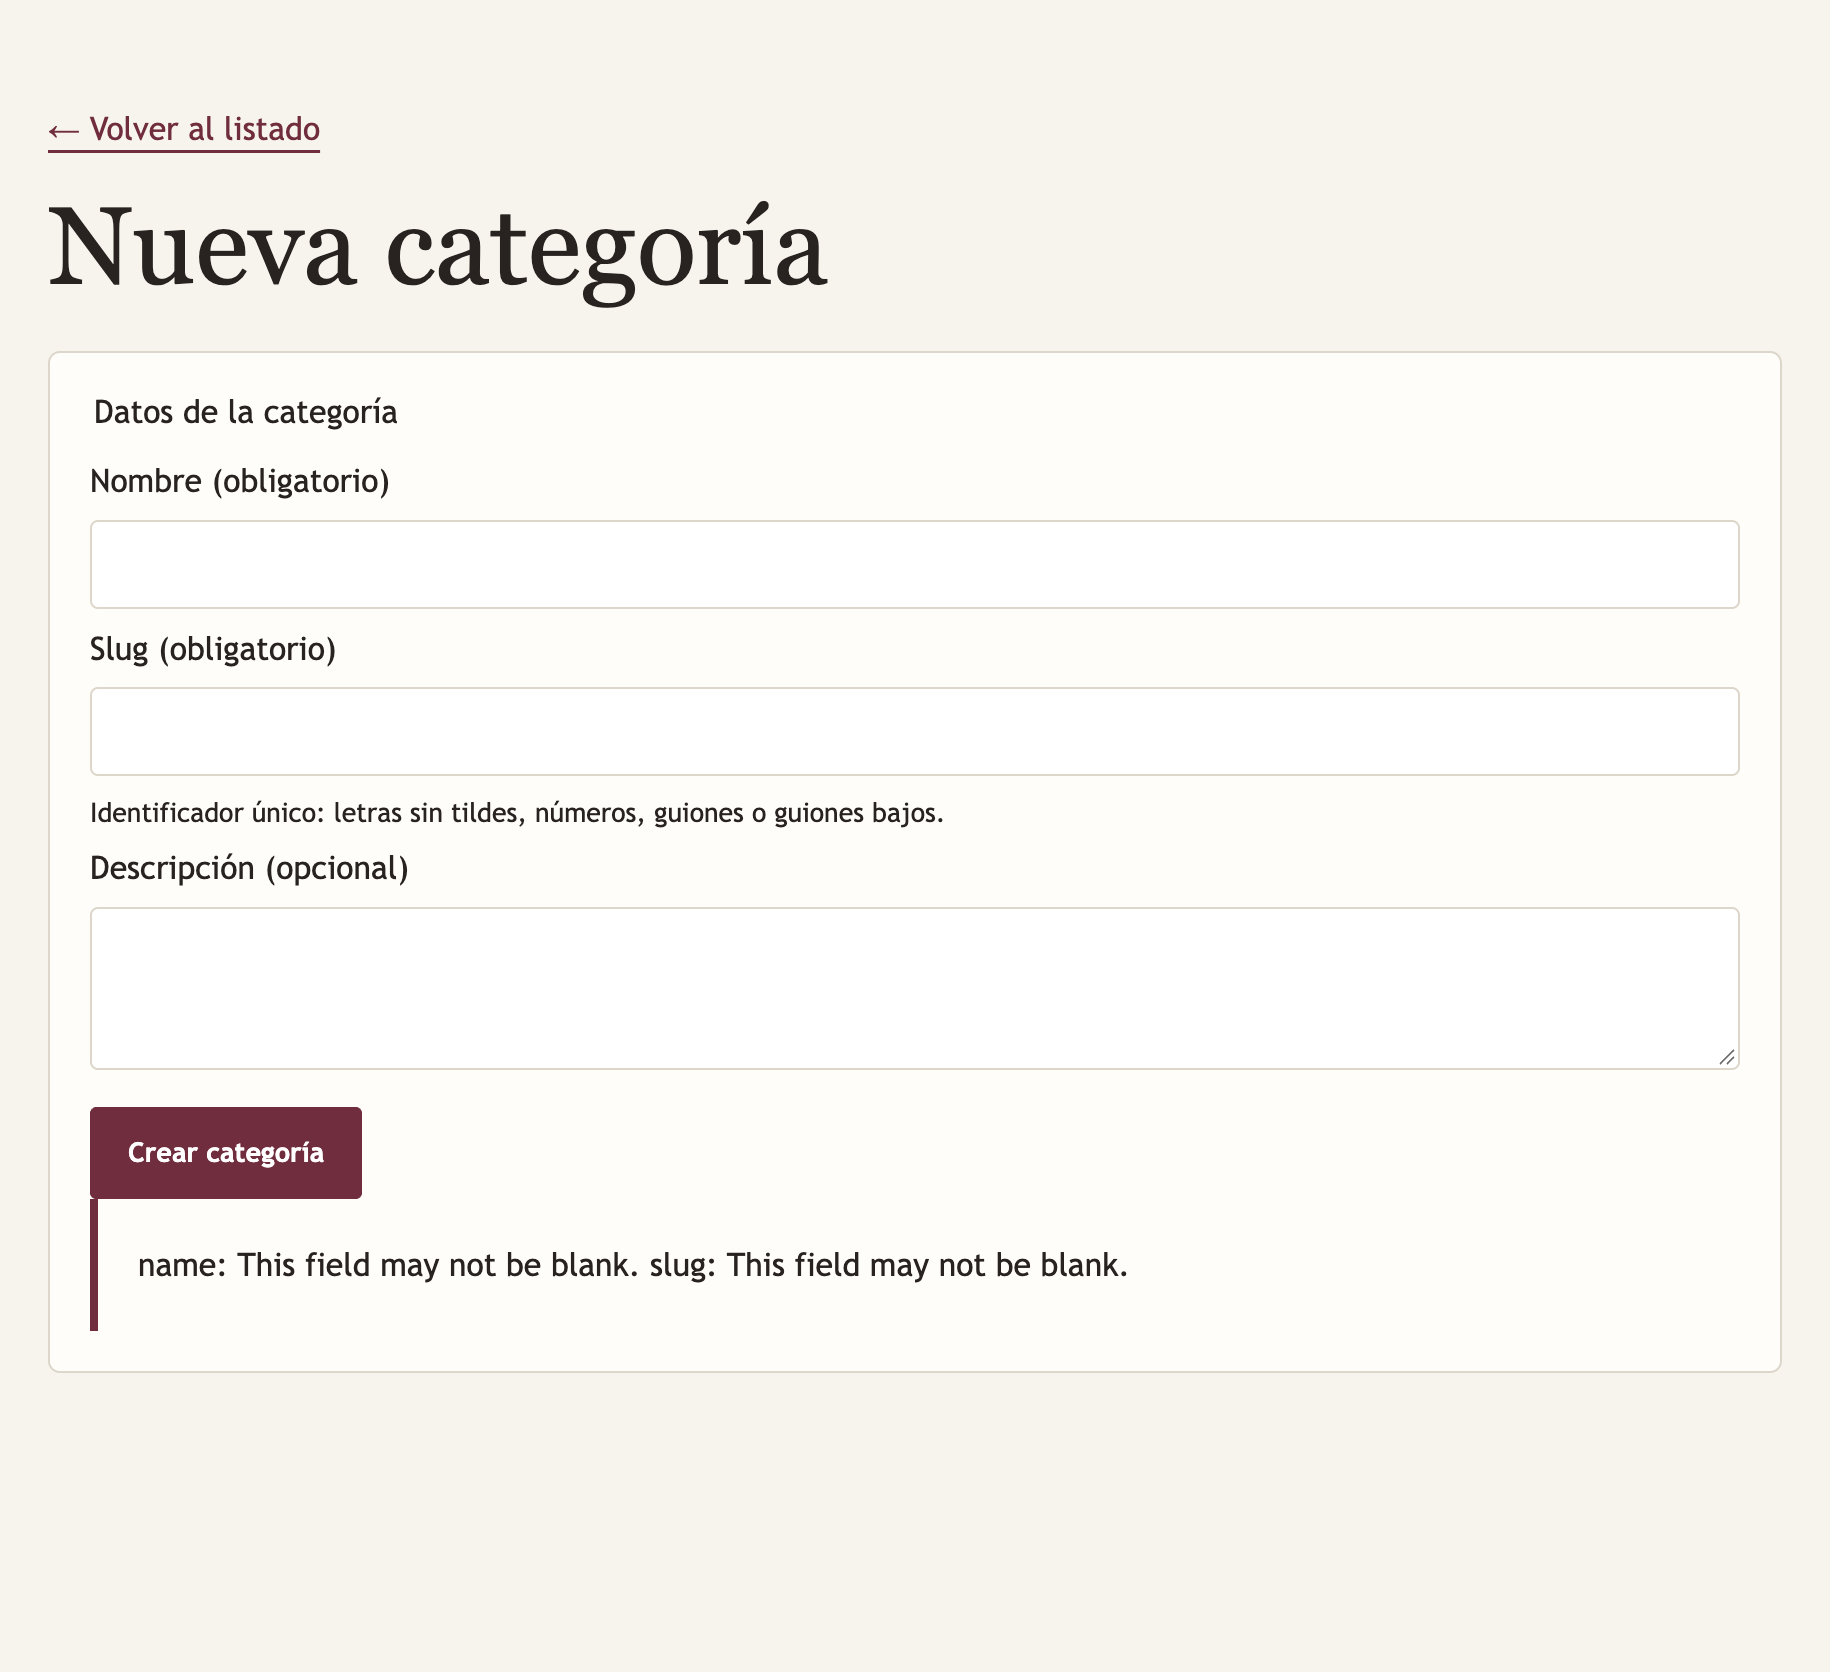 ← Volver al listado
Nueva categoría
Datos de la categoría
Nombre (obligatorio)
Slug (obligatorio)
Identificador único: letras sin tildes, números, guiones o guiones bajos.
Descripción (opcional)
Crear categoría
name: This field may not be blank. slug: This field may not be blank.